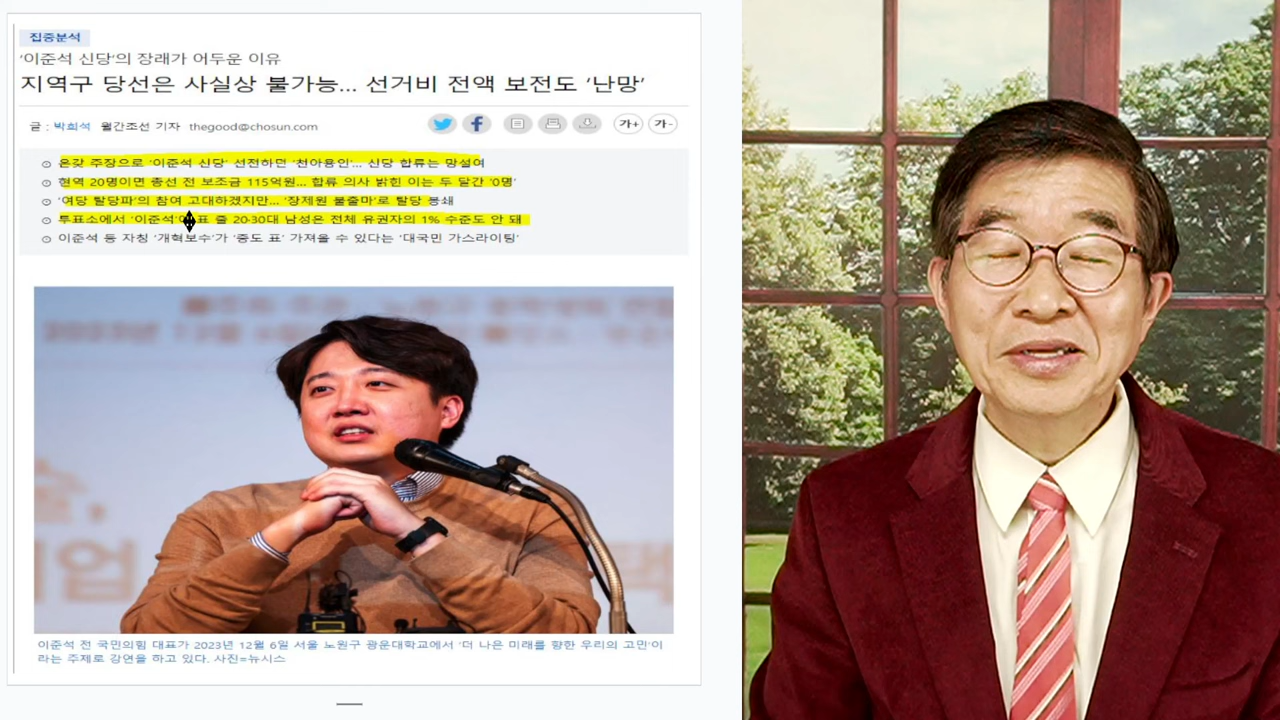 집중분석
'이준석 신당'의 장래가 어두운 이유
지역구 당선은 사실상 불가능... 선거비 전액 보전도 '난망'
글 : 박희석 월간조선 기자 thegood@chosun.com
가+ 가-
온갖 주장으로 '이준석 신당' 선전하던 '천아용인'... 신당 합류는 망설여
현역 20명이면 총선 전 보조금 115억원... 합류 의사 밝힌 이는 두 달간 '0명'
'여당 탈당파'의 참여 고대하겠지만... '장제원 불출마'로 탈당 봉쇄
투표소에서 '이준석' 표 줄 20·30대 남성은 전체 유권자의 1% 수준도 안 돼
이준석 등 자칭 '개혁보수'가 '중도 표' 가져올 수 있다는 '대국민 가스라이팅'
이준석 전 국민의힘 대표가 2023년 12월 6일 서울 노원구 광운대학교에서 '더 나은 미래를 향한 우리의 고민'이
라는 주제로 강연을 하고 있다. 사진=뉴시스